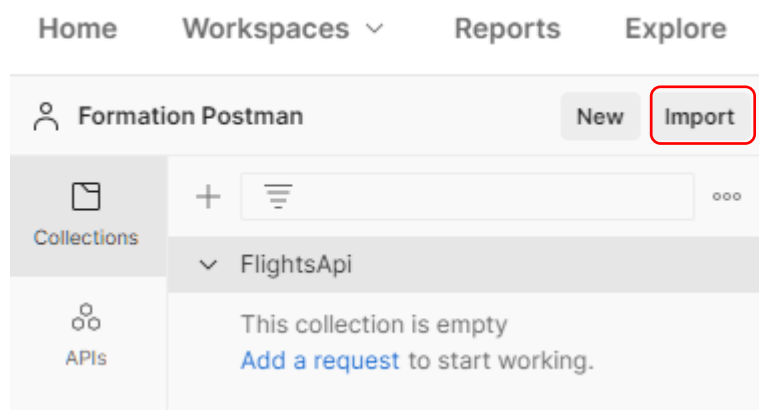 Home Workspaces Reports Explore
Formation Postman New Import
Collections
FlightsApi
This collection is empty
APIs
Add a request to start working.